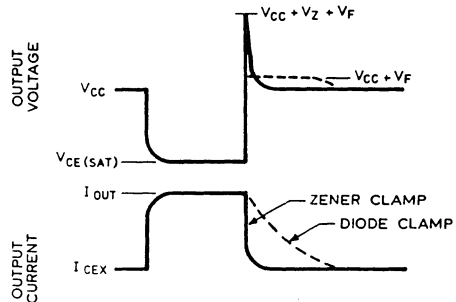 VCC + VZ + VF
OUTPUT
VOLTAGE
VCC
VCC + VF
VCE(SAT)
IOUT
ZENER CLAMP
DIODE CLAMP
OUTPUT
CURRENT
ICEX